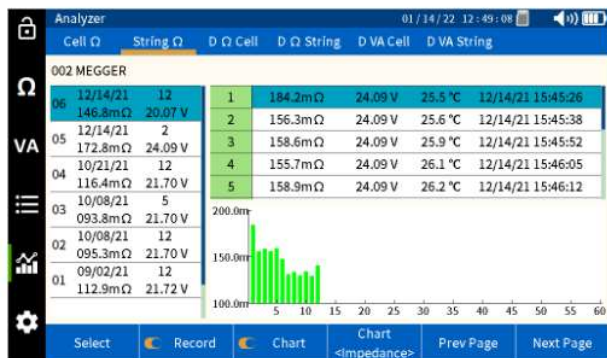 Analyzer 01/14/22 12:49:08
Cell Ω String Ω D Ω Cell D Ω String D VA Cell D VA String
002 MEGGER
Ω
VA
06 12/14/21 12
146.8mΩ 20.07 V
05 12/14/21 2
172.8mΩ 24.09 V
04 10/21/21 12
116.4mΩ 21.70 V
03 10/08/21 5
093.8mΩ 21.70 V
02 10/08/21 12
095.3mΩ 21.70 V
01 09/02/21 12
112.9mΩ 21.72 V
1 184.2mΩ 24.09 V 25.5 °C 12/14/21 15:45:26
2 156.3mΩ 24.09 V 25.6 °C 12/14/21 15:45:38
3 158.6mΩ 24.09 V 25.9 °C 12/14/21 15:45:52
4 155.7mΩ 24.09 V 26.1 °C 12/14/21 15:46:05
5 158.9mΩ 24.09 V 26.2 °C 12/14/21 15:46:12
200.0m
150.0m
100.0m
5 10 15 20 25 30 35 40 45 50 55 60
Select Record Chart Chart Prev Page Next Page
<Impedance>